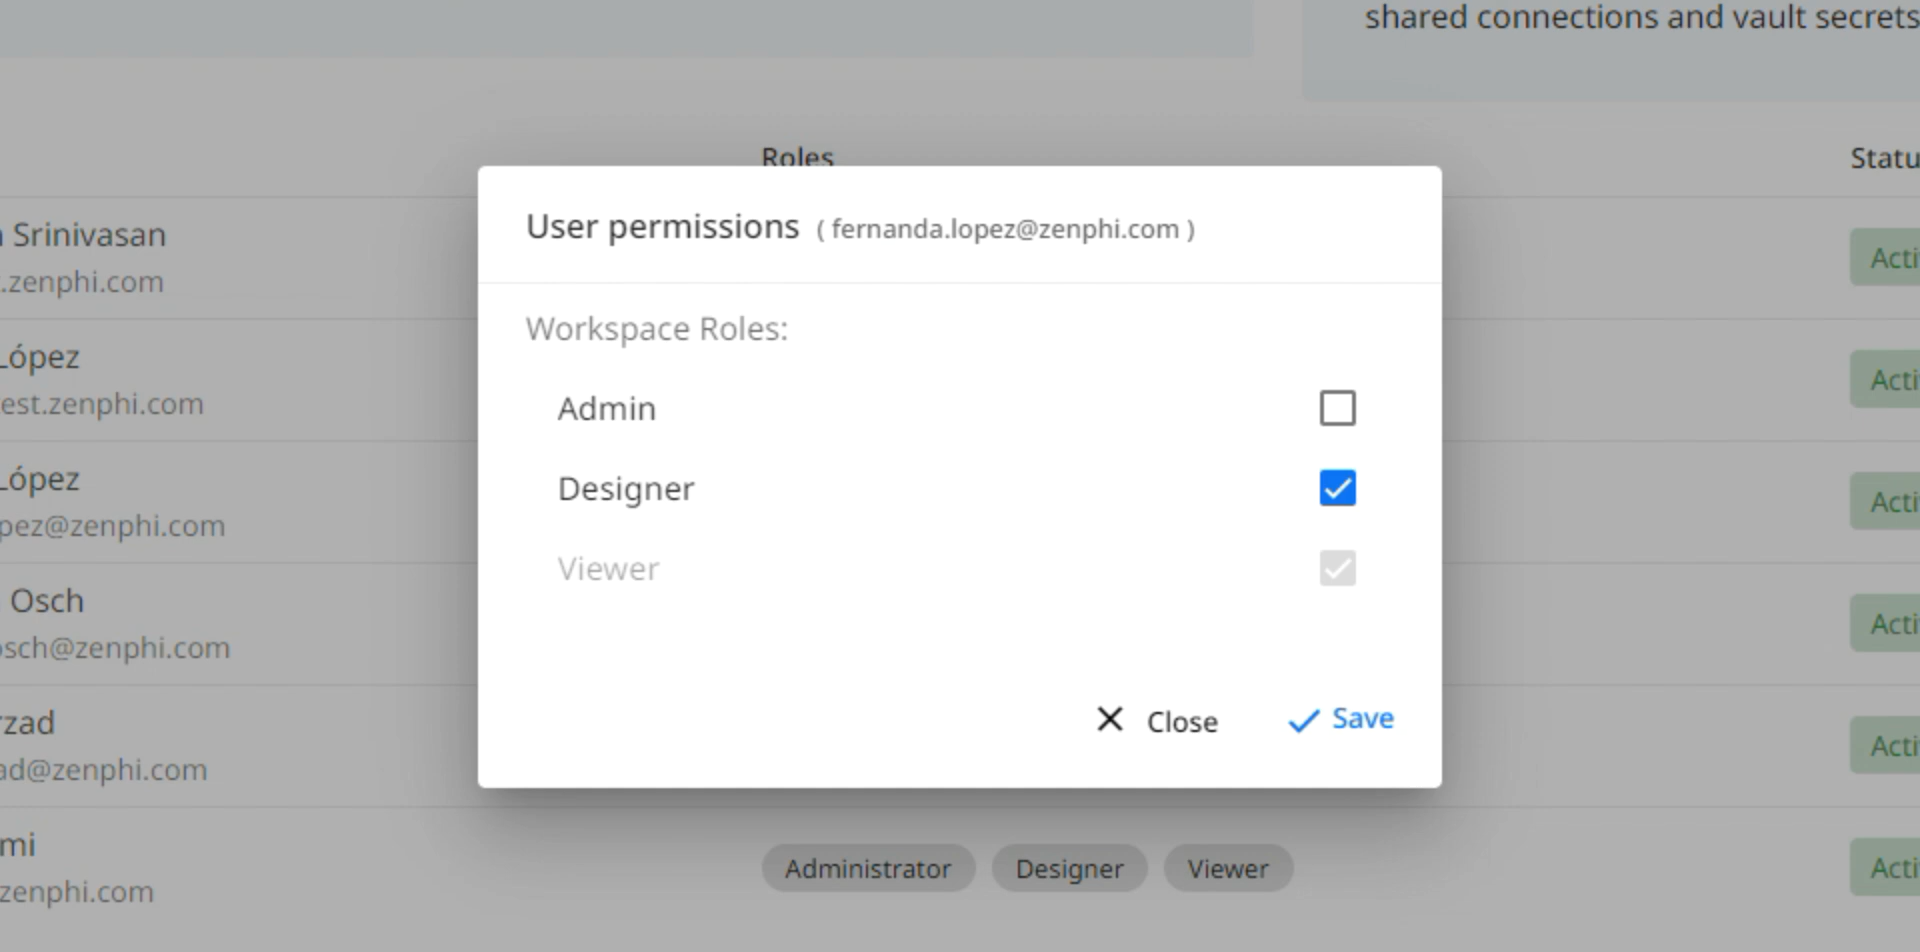 shared connections and vault secrets
Roles
Srinivasan
.zenphi.com
López
est.zenphi.com
López
pez@zenphi.com
Osch
osch@zenphi.com
rzad
ad@zenphi.com
mi
zenphi.com
User permissions ( fernanda.lopez@zenphi.com )
Workspace Roles:
Admin
Designer
Viewer
Close
Save
Administrator Designer Viewer
Statu
Acti
Acti
Acti
Acti
Acti
Acti